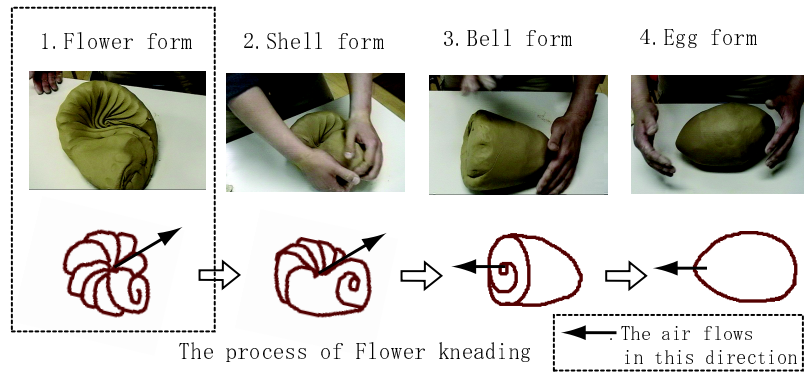 1.Flower form
2.Shell form
3.Bell form
4.Egg form
The process of Flower kneading
The air flows
in this direction